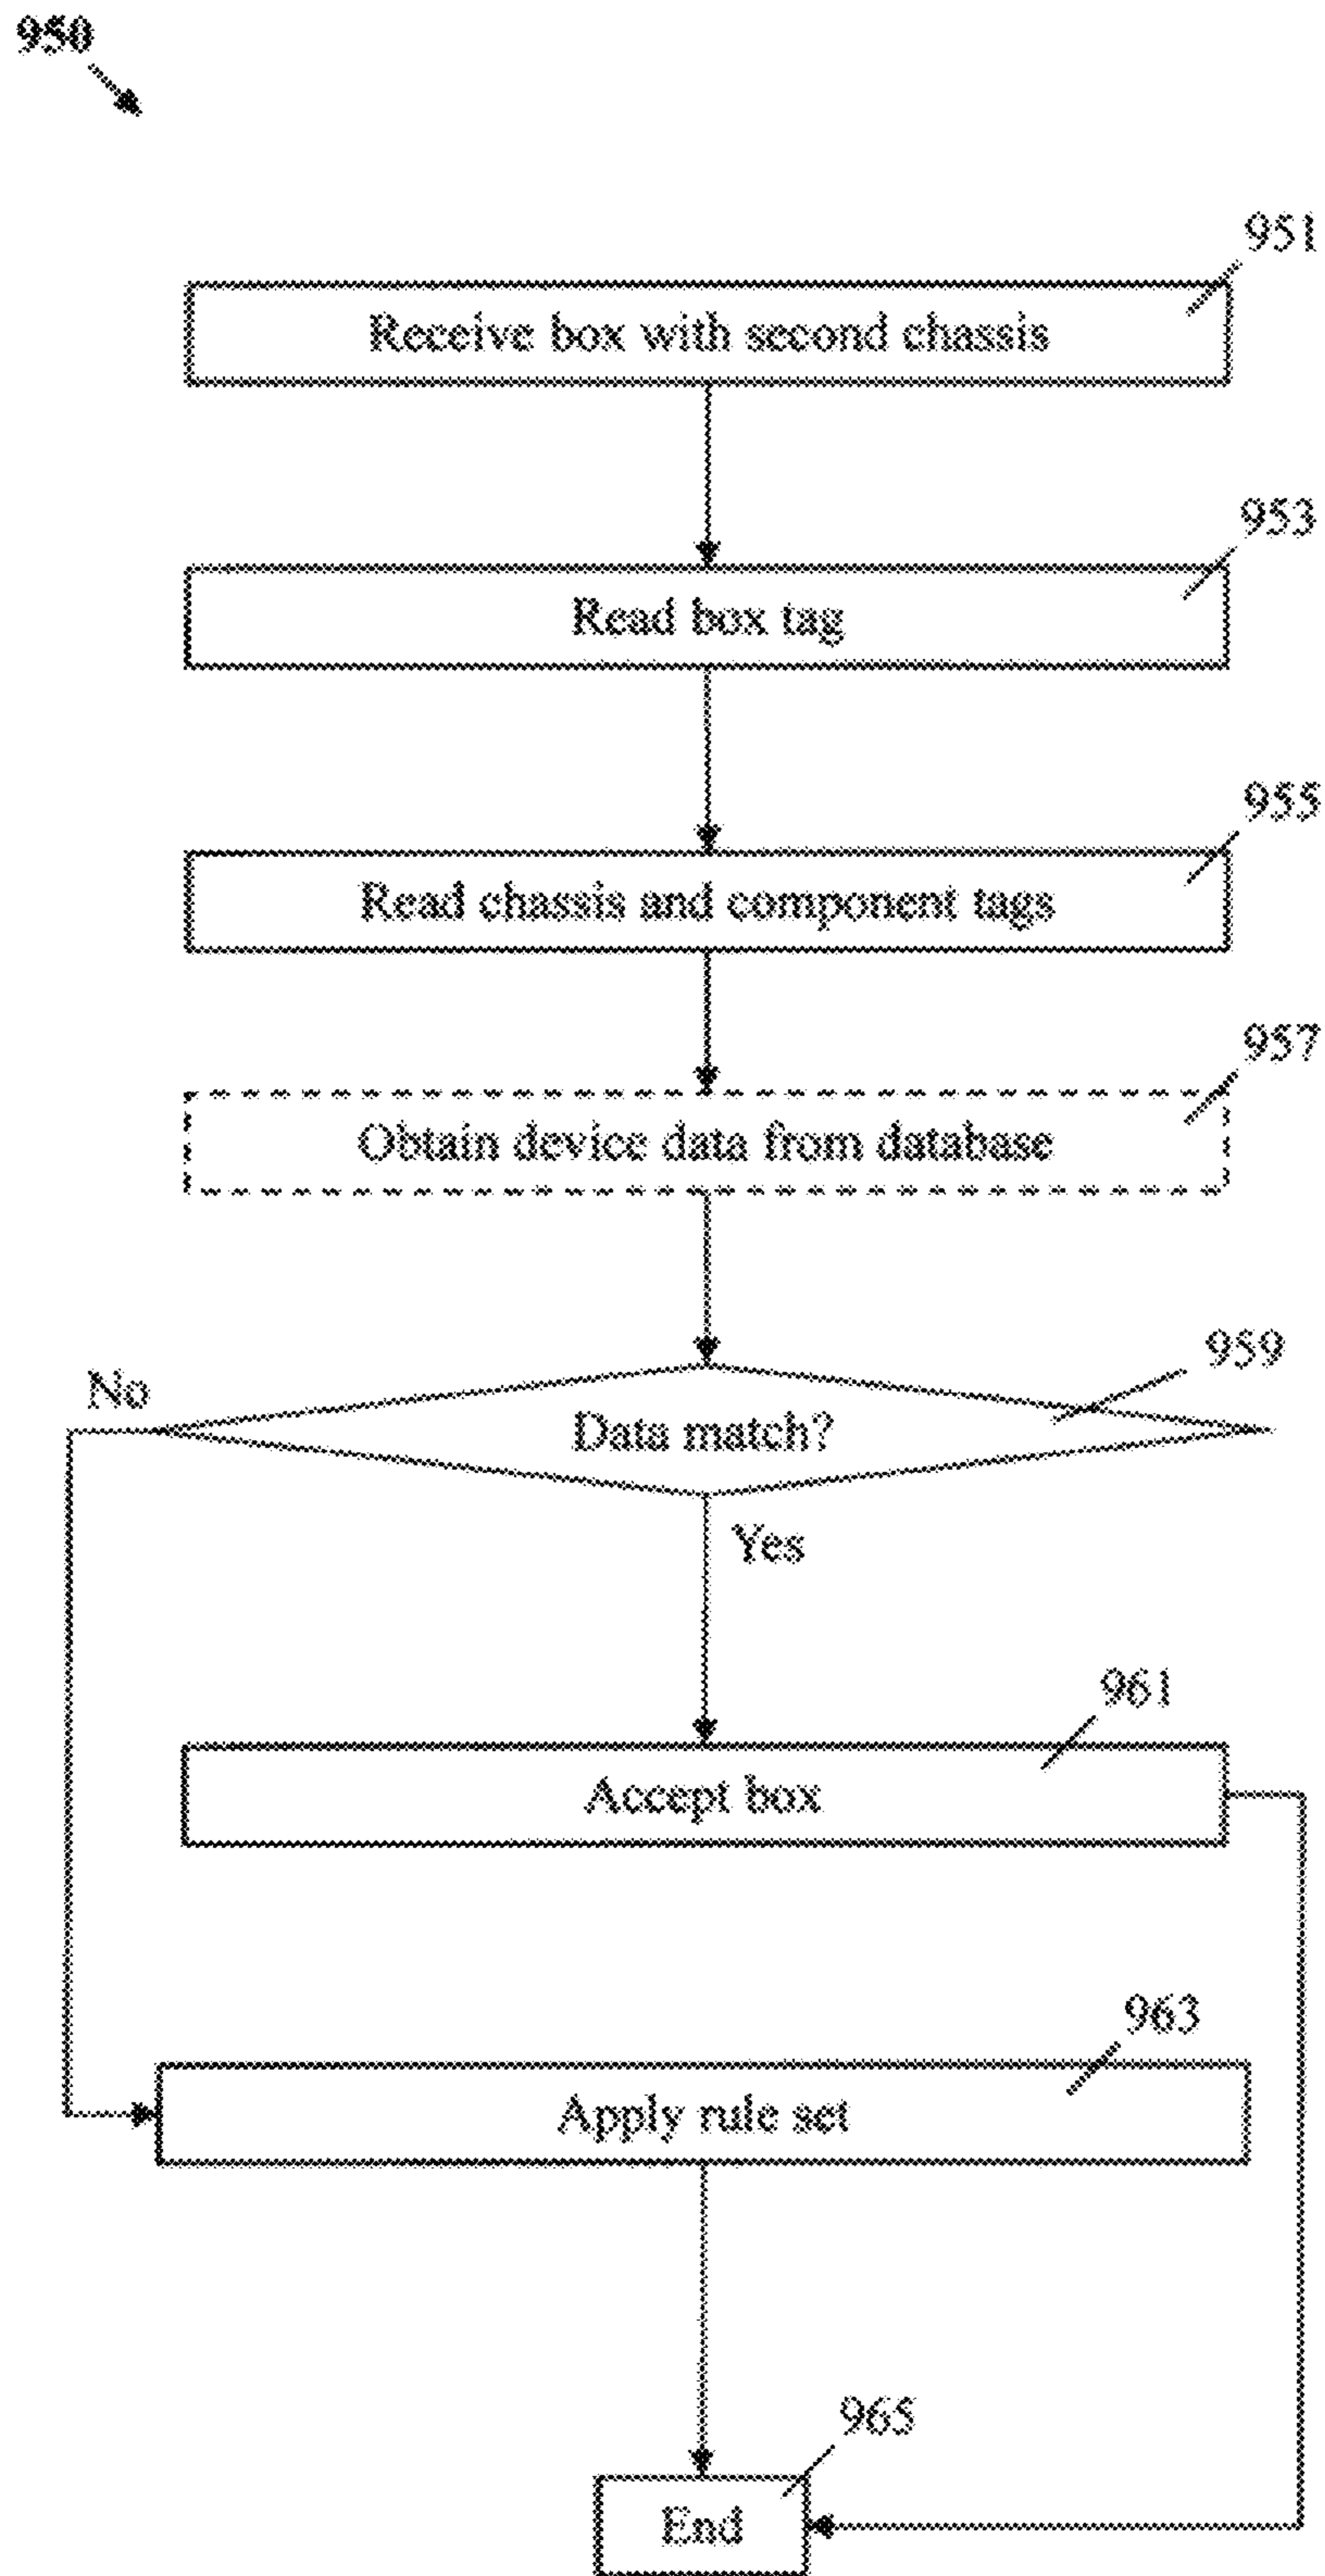 950
951
Receive box with second chassis
953
Read box tag
955
Read chassis and component tags
957
Obtain device data from database
959
No
Data match?
Yes
961
Accept box
963
Apply rule set
965
End